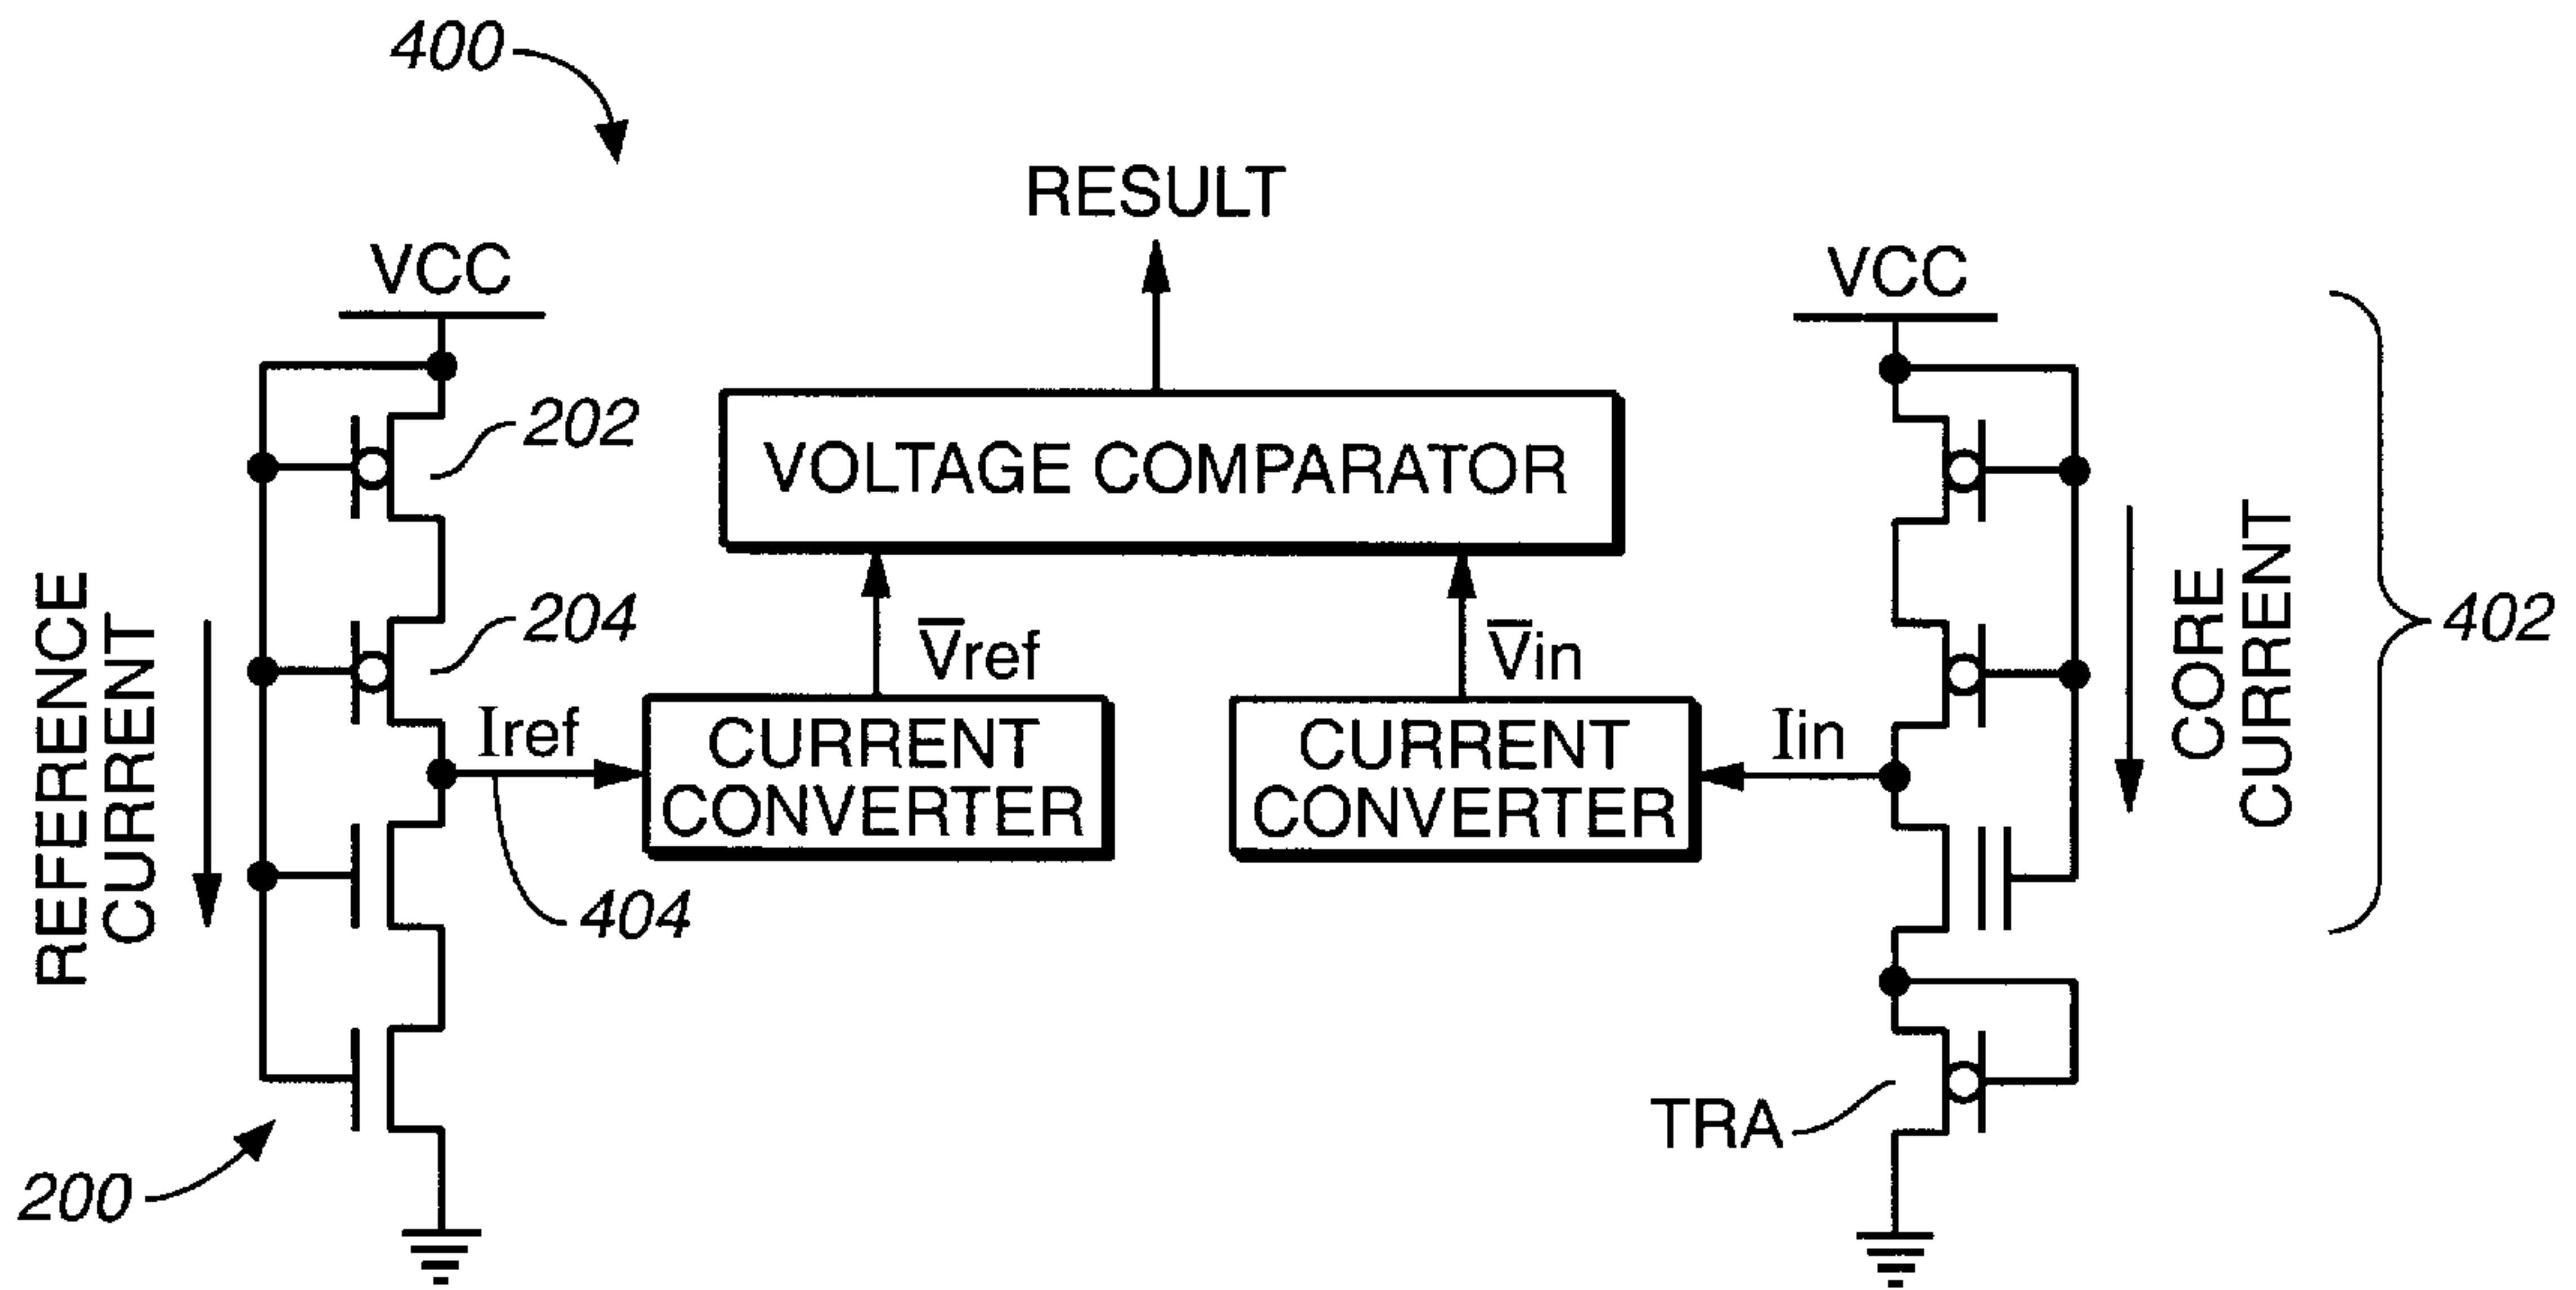 400
RESULT
VCC
VCC
202
VOLTAGE COMPARATOR
204
V̅ref
V̅in
REFERENCE
CURRENT
Iref
CURRENT
CONVERTER
CURRENT
CONVERTER
Iin
CORE
CURRENT
402
404
TRA
200